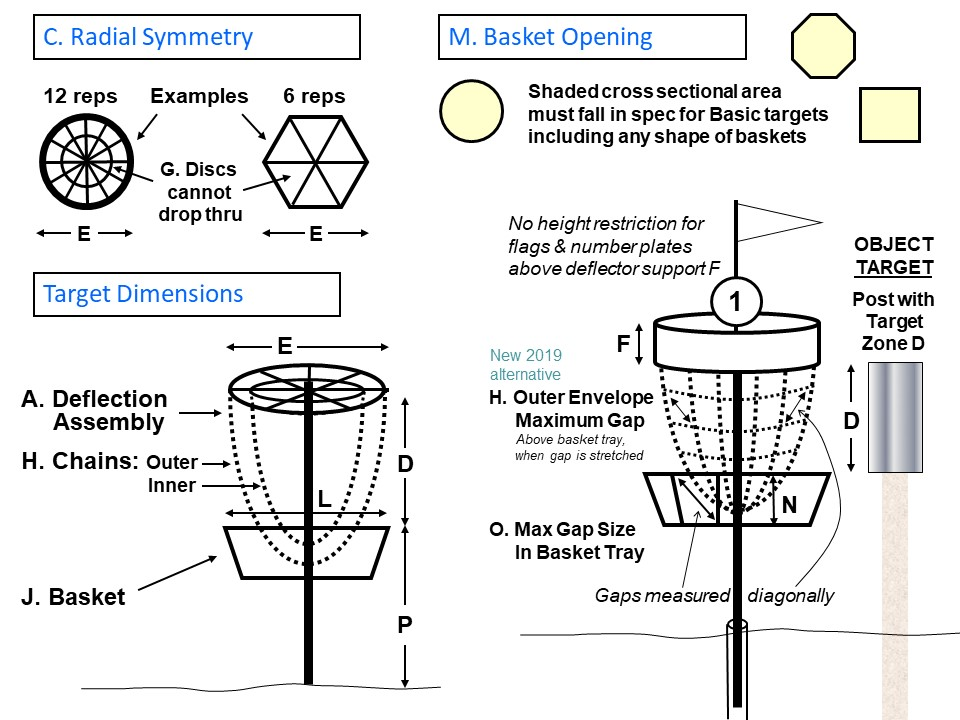 C. Radial Symmetry
12 reps
Examples
6 reps
G. Discs
cannot
drop thru
E
E
Target Dimensions
E
A. Deflection
Assembly
H. Chains: Outer
Inner
D
L
J. Basket
P
M. Basket Opening
Shaded cross sectional area
must fall in spec for Basic targets
including any shape of baskets
No height restriction for
flags & number plates
above deflector support F
1
F
New 2019
alternative
H. Outer Envelope
Maximum Gap
Above basket tray,
when gap is stretched
O. Max Gap Size
In Basket Tray
N
Gaps measured diagonally
OBJECT
TARGET
Post with
Target
Zone D
D